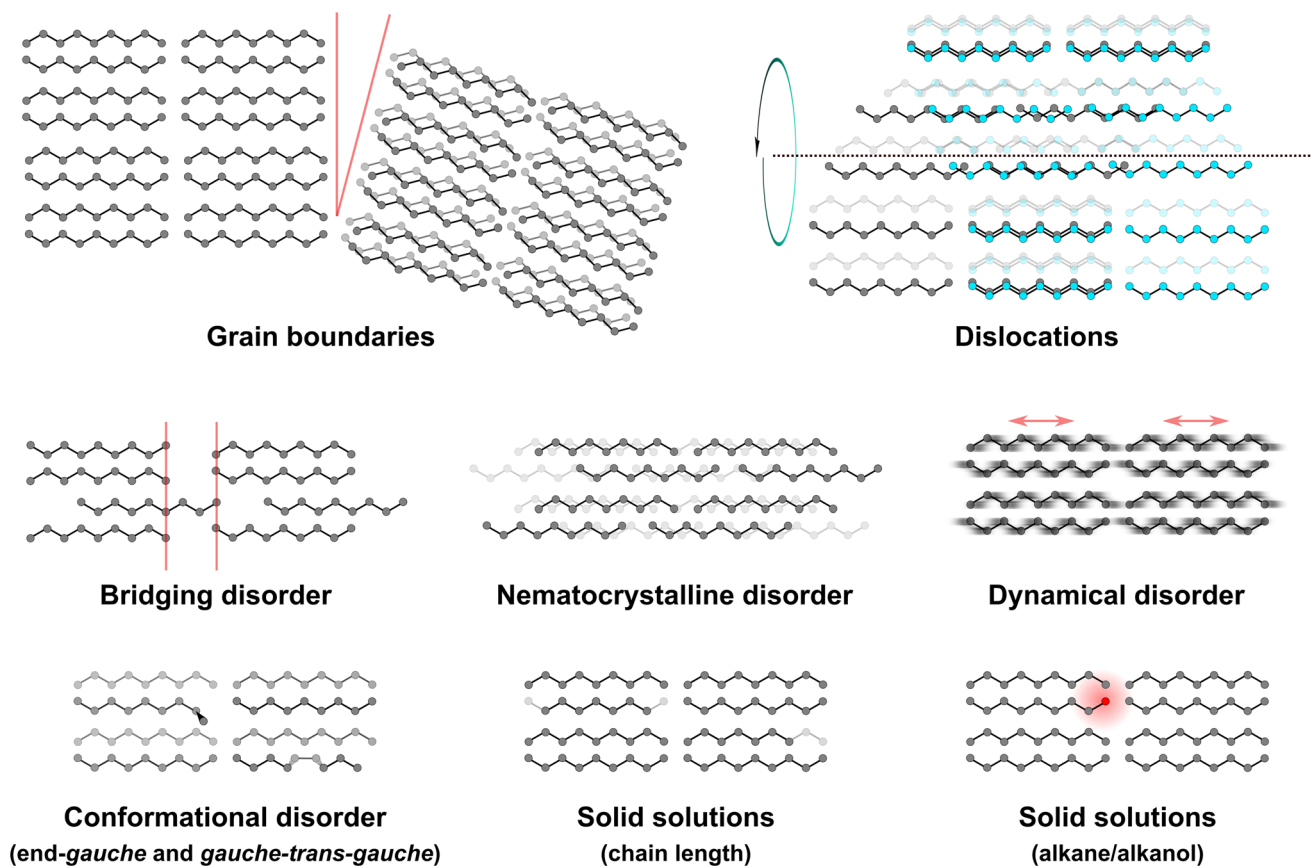 Grain boundaries
Dislocations
Bridging disorder
Nematocrystalline disorder
Dynamical disorder
Conformational disorder
(end-gauche and gauche-trans-gauche)
Solid solutions
(chain length)
Solid solutions
(alkane/alkanol)